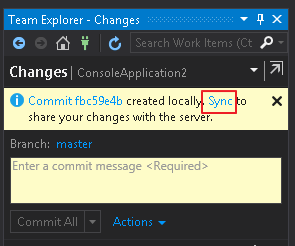 Team Explorer - Changes
Search Work Items (Ct
Changes | ConsoleApplication2
Commit fbc59e4b created locally. Sync to
share your changes with the server.
Branch: master
Enter a commit message <Required>
Commit All
Actions